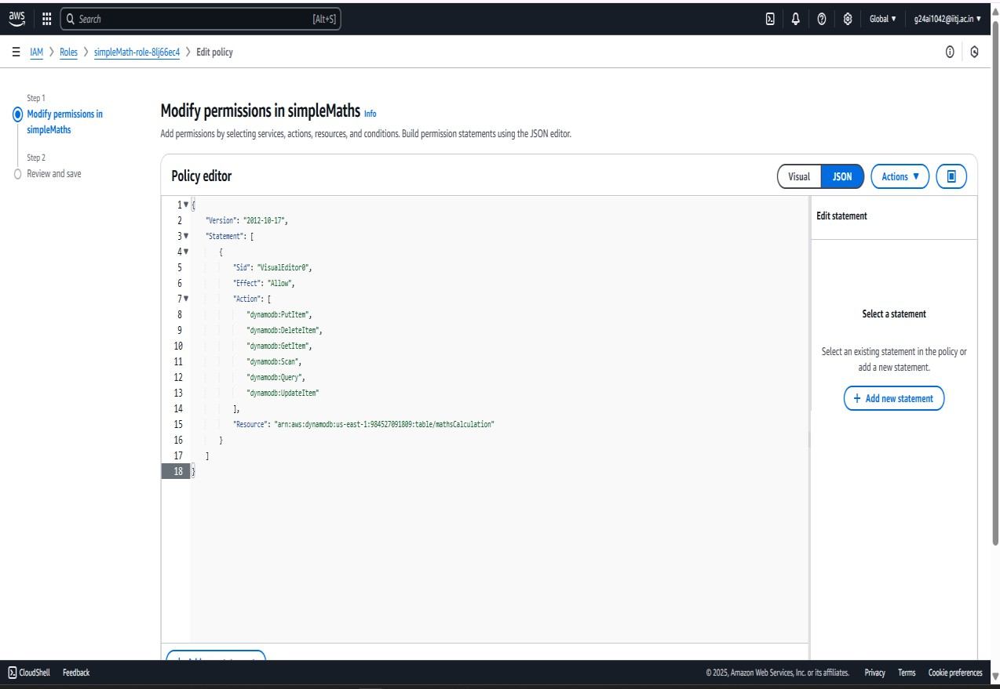 aws
Search
[Alt+S]
Global
g24ai1042@iitj.ac.in
IAM > Roles > simpleMath-role-8lj66ec4 > Edit policy
Step 1
Modify permissions in
simpleMaths
Step 2
Review and save
Modify permissions in simpleMaths Info
Add permissions by selecting services, actions, resources, and conditions. Build permission statements using the JSON editor.
Policy editor
Visual
JSON
Actions
1 {
2 "Version": "2012-10-17",
3 "Statement": [
4 {
5 "Sid": "VisualEditor0",
6 "Effect": "Allow",
7 "Action": [
8 "dynamodb:PutItem",
9 "dynamodb:DeleteItem",
10 "dynamodb:GetItem",
11 "dynamodb:Scan",
12 "dynamodb:Query",
13 "dynamodb:UpdateItem"
14 ],
15 "Resource": "arn:aws:dynamodb:us-east-1:984527091809:table/mathsCalculation"
16 }
17 ]
18 }
Edit statement
Select a statement
Select an existing statement in the policy or
add a new statement.
+ Add new statement
CloudShell
Feedback
© 2025, Amazon Web Services, Inc. or its affiliates.
Privacy
Terms
Cookie preferences